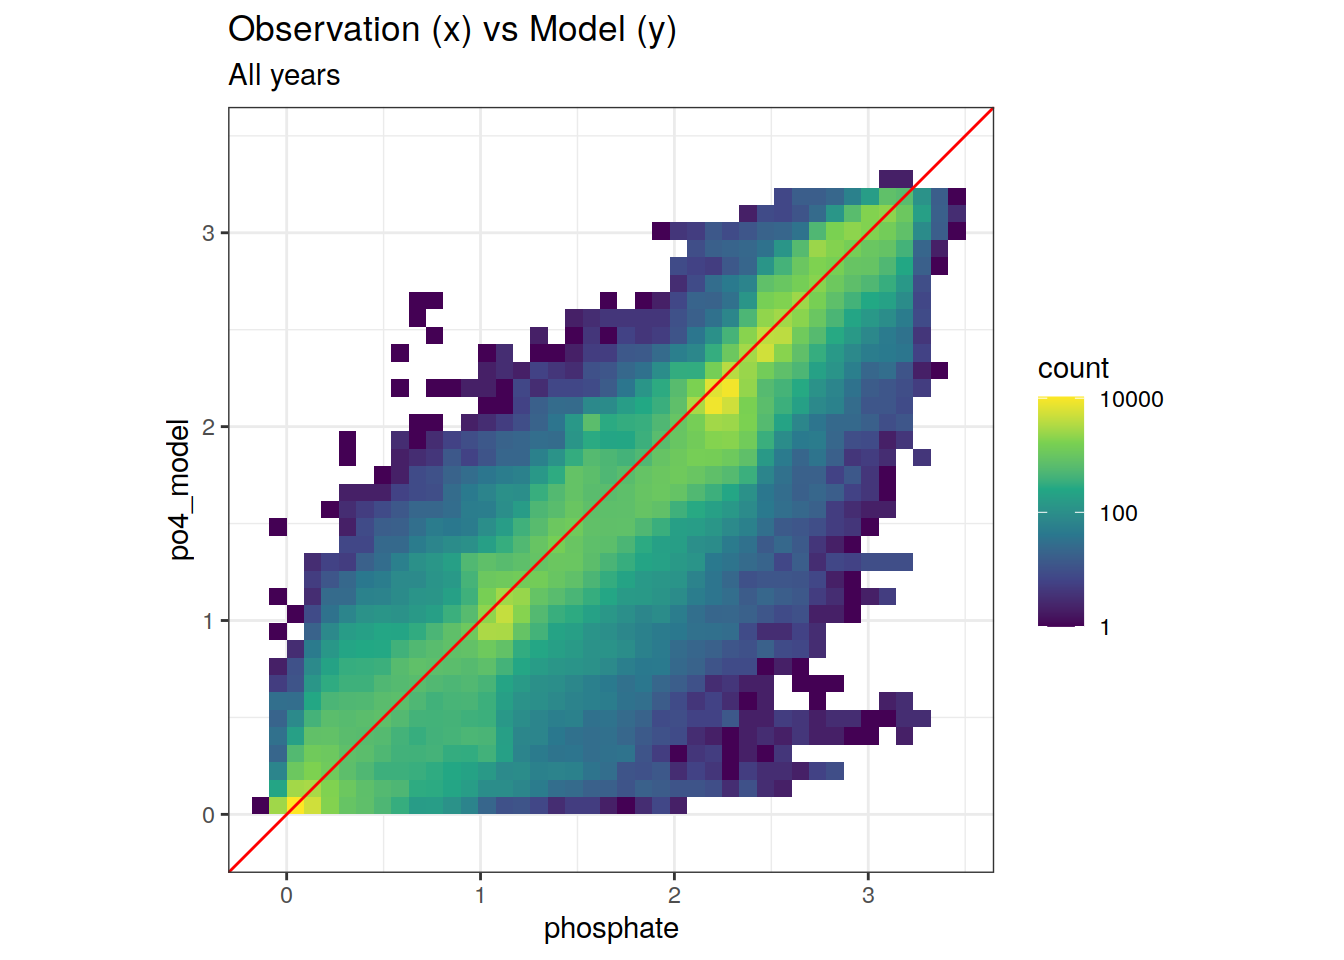 Observation (x) vs Model (y)
All years
3
2
1
0
po4_model
0 1 2 3
phosphate
count
10000
100
1